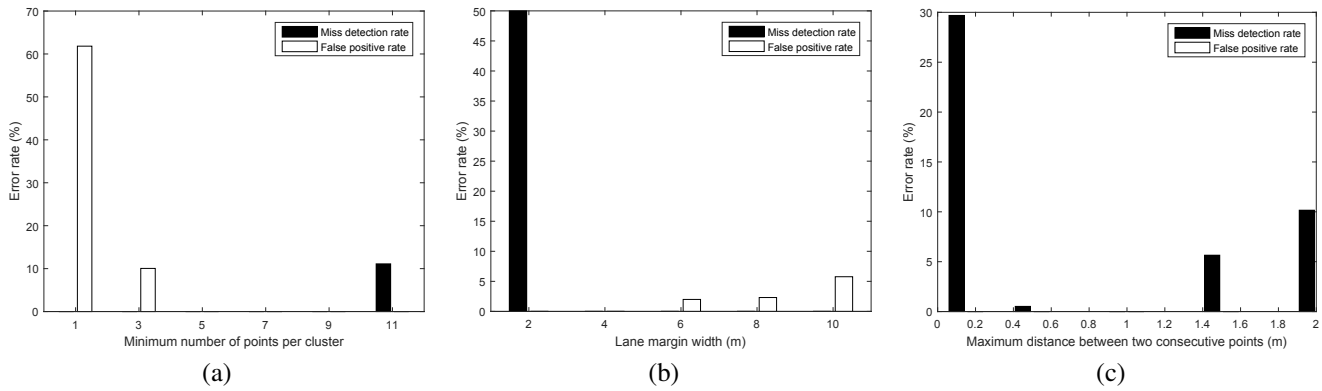 70
60
50
40
30
20
10
0
Error rate (%)
Miss detection rate
False positive rate
1 3 5 7 9 11
Minimum number of points per cluster
(a)
50
45
40
35
30
25
20
15
10
5
0
Error rate (%)
Miss detection rate
False positive rate
2 4 6 8 10
Lane margin width (m)
(b)
30
25
20
15
10
5
0
Error rate (%)
Miss detection rate
False positive rate
0 0.2 0.4 0.6 0.8 1 1.2 1.4 1.6 1.8 2
Maximum distance between two consecutive points (m)
(c)